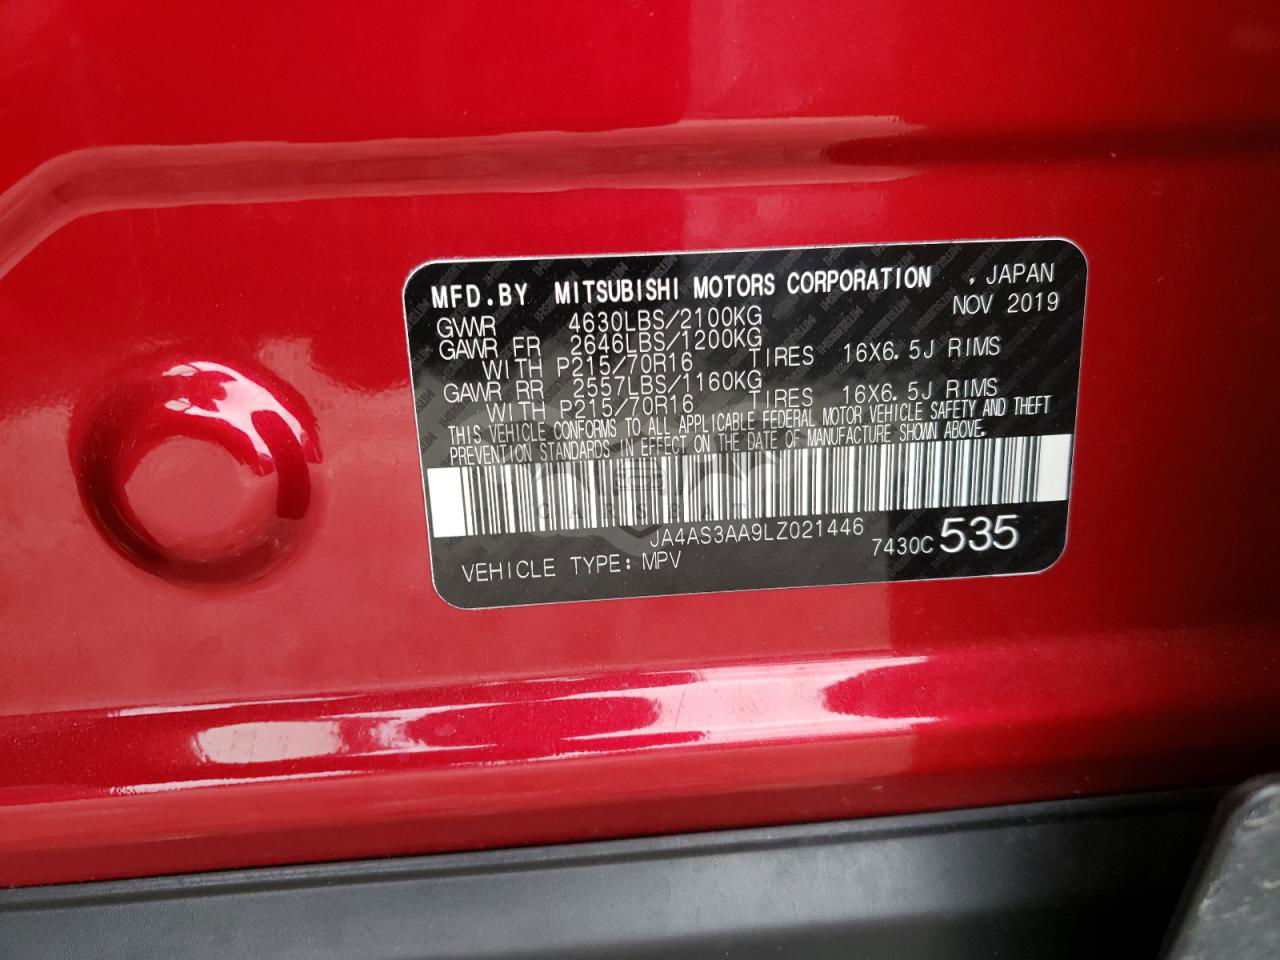 MFD.BY MITSUBISHI MOTORS CORPORATION , JAPAN
NOV 2019
GVWR 4630LBS/2100KG
GAWR FR 2646LBS/1200KG
WITH P215/70R16 TIRES 16X6.5J RIMS
GAWR RR 2557LBS/1160KG
WITH P215/70R16 TIRES 16X6.5J RIMS
THIS VEHICLE CONFORMS TO ALL APPLICABLE FEDERAL MOTOR VEHICLE SAFETY AND THEFT
PREVENTION STANDARDS IN EFFECT ON THE DATE OF MANUFACTURE SHOWN ABOVE.
JA4AS3AA9LZ021446
7430C 535
VEHICLE TYPE: MPV